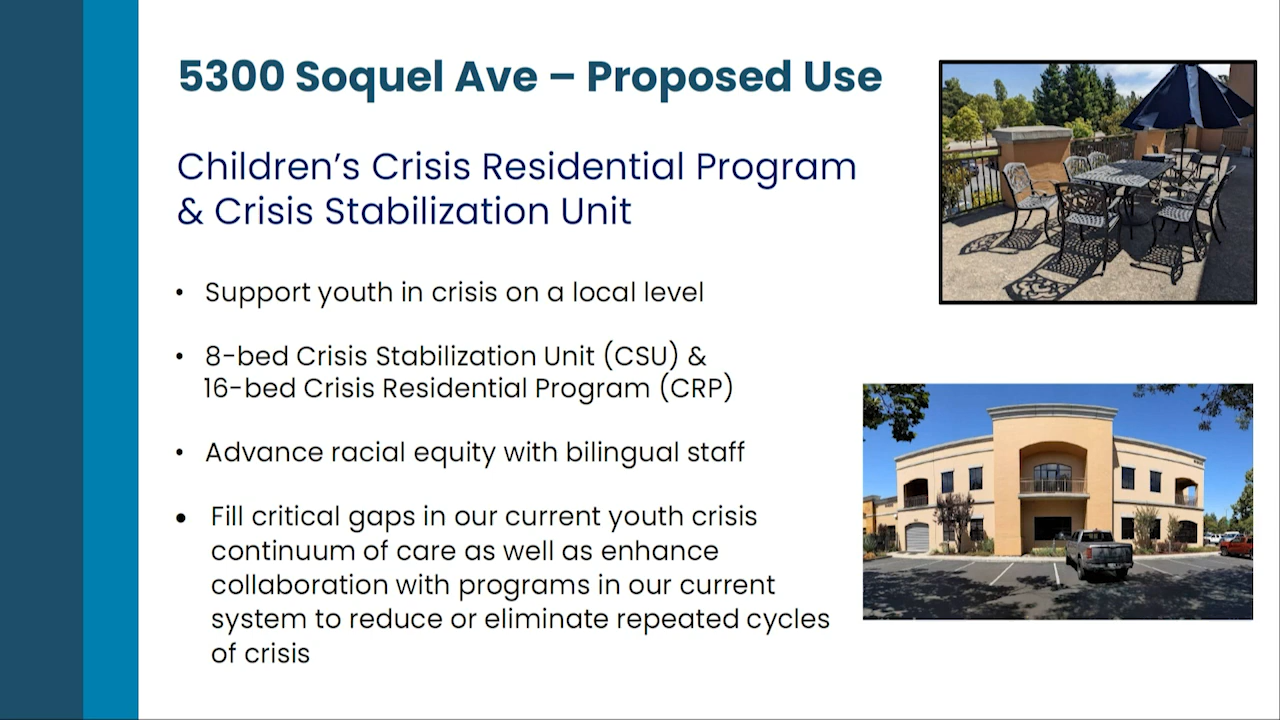 5300 Soquel Ave – Proposed Use
Children’s Crisis Residential Program
& Crisis Stabilization Unit
• Support youth in crisis on a local level
• 8-bed Crisis Stabilization Unit (CSU) &
16-bed Crisis Residential Program (CRP)
• Advance racial equity with bilingual staff
• Fill critical gaps in our current youth crisis
continuum of care as well as enhance
collaboration with programs in our current
system to reduce or eliminate repeated cycles
of crisis